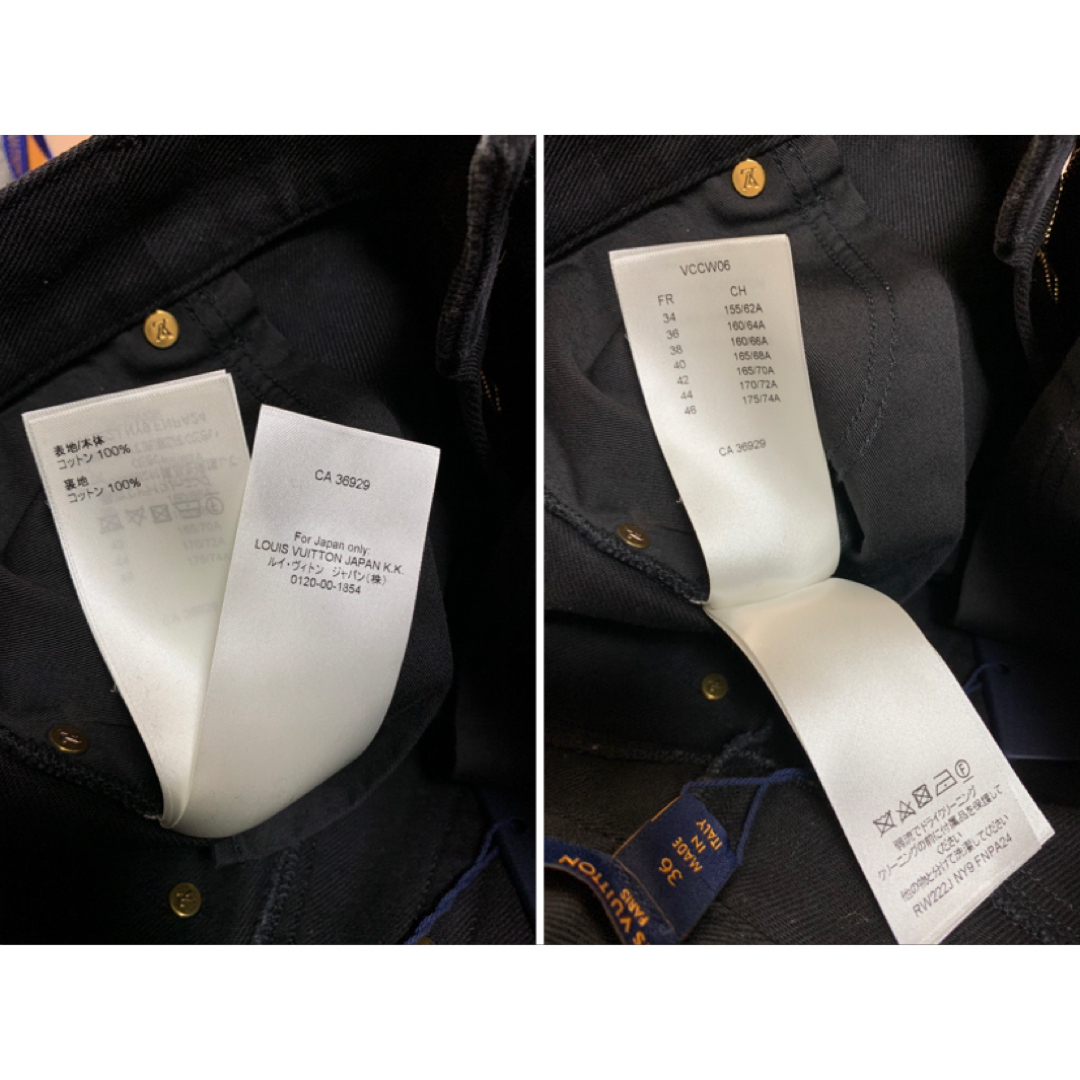 表地/本体
コットン 100%
裏地
コットン 100%
CA 36929
For Japan only:
LOUIS VUITTON JAPAN K.K.
ルイ・ヴィトン ジャパン(株)
0120-00-1854
VCCW06
FR CH
34 155/62A
36 160/64A
38 160/66A
40 165/68A
42 165/70A
44 170/72A
46 175/74A
CA 36929
弱清でドライクリーニング
クリーニングの前に付属品を保護して
ください
他の物と分けて洗濯してください
RW222J NY9 FNPA24
S VUITTON
PARIS
36
MADE
IN
ITALY